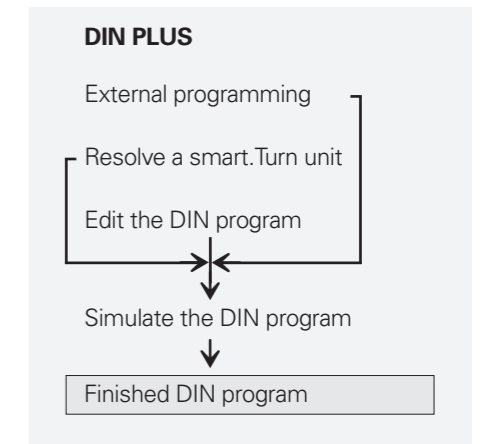 DIN PLUS
External programming
Resolve a smart.Turn unit
Edit the DIN program
Simulate the DIN program
Finished DIN program